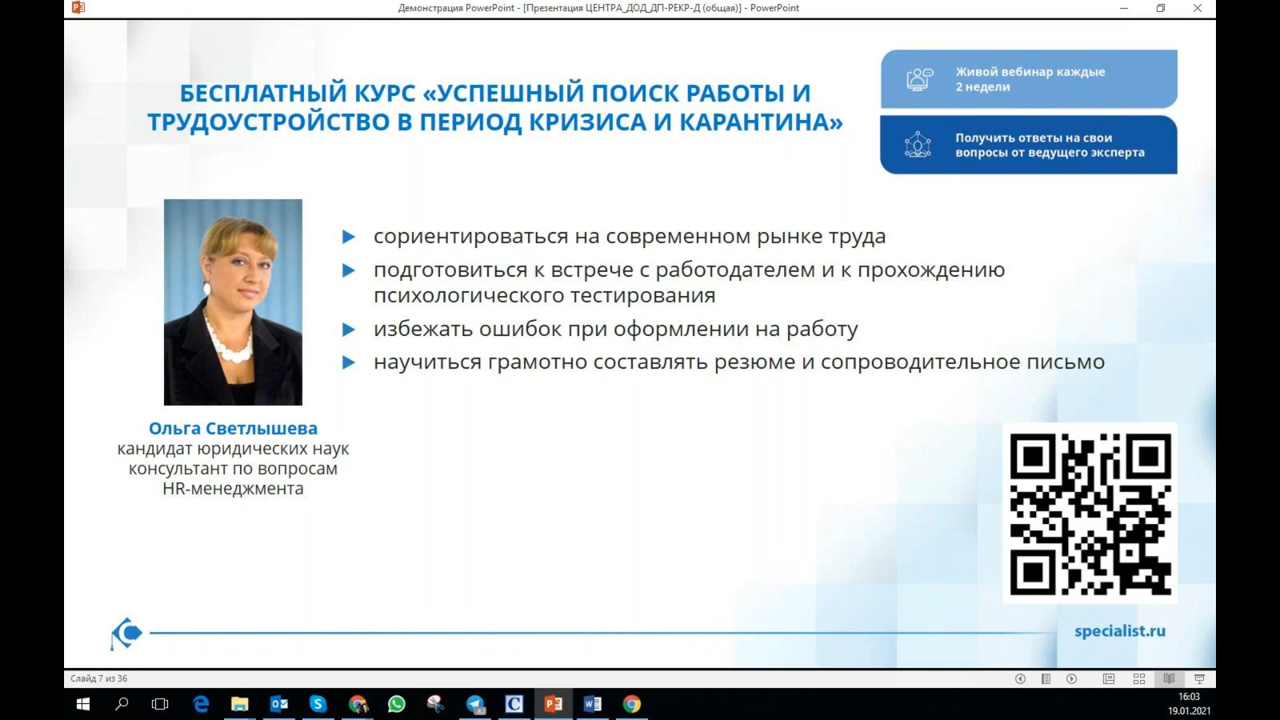 Демонстрация PowerPoint - [Презентация ЦЕНТРА_ДОД_ДП-РЕКР-Д (общая)] - PowerPoint
БЕСПЛАТНЫЙ КУРС «УСПЕШНЫЙ ПОИСК РАБОТЫ И
ТРУДОУСТРОЙСТВО В ПЕРИОД КРИЗИСА И КАРАНТИНА»
Живой вебинар каждые
2 недели
Получить ответы на свои
вопросы от ведущего эксперта
сориентироваться на современном рынке труда
подготовиться к встрече с работодателем и к прохождению
психологического тестирования
избежать ошибок при оформлении на работу
научиться грамотно составлять резюме и сопроводительное письмо
Ольга Светлышева
кандидат юридических наук
консультант по вопросам
HR-менеджмента
specialist.ru
Слайд 7 из 36
16:03
19.01.2021